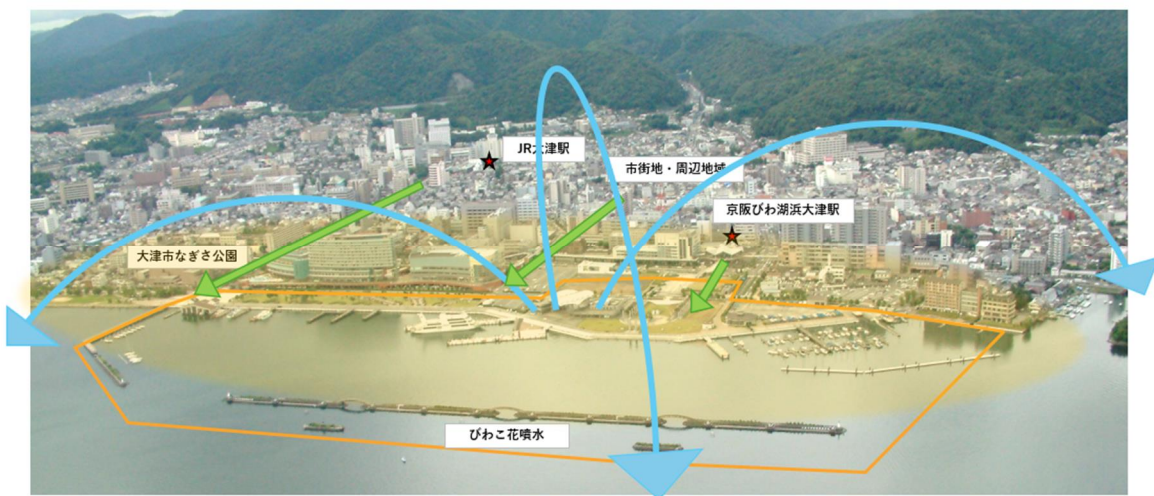 JR大津駅
市街地・周辺地域
京阪びわ湖浜大津駅
大津市なぎさ公園
びわこ花噴水